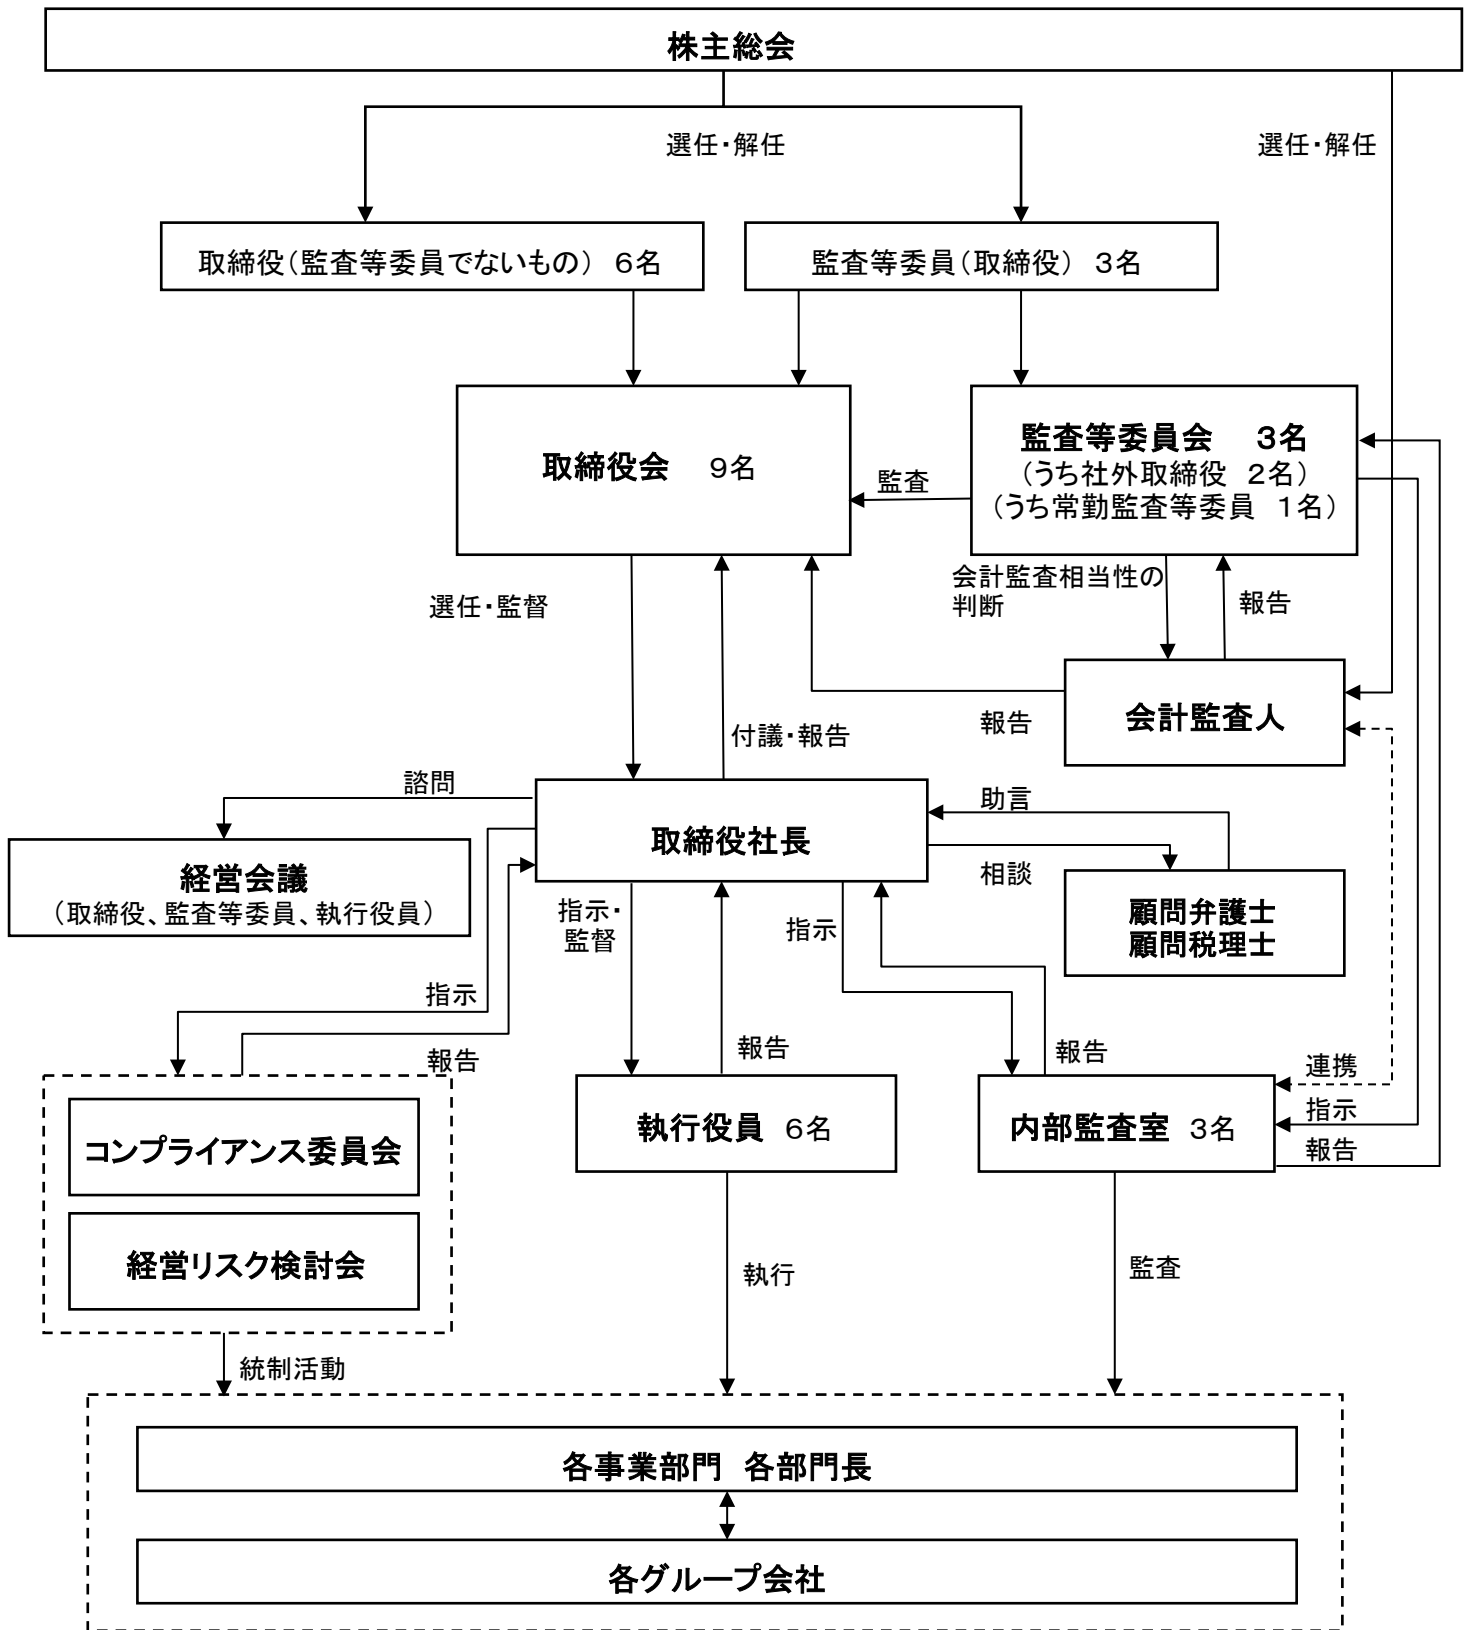 株主総会
選任・解任
選任・解任
取締役（監査等委員でないもの） ６名
監査等委員（取締役） ３名
取締役会　９名
監査等委員会　３名
（うち社外取締役　２名）
（うち常勤監査等委員　１名）
監査
会計監査相当性の
判断
報告
選任・監督
会計監査人
報告
付議・報告
諮問
助言
取締役社長
相談
経営会議
（取締役、監査等委員、執行役員）
顧問弁護士
顧問税理士
指示・
監督
指示
指示
報告
報告
報告
連携
指示
報告
コンプライアンス委員会
執行役員　６名
内部監査室　３名
経営リスク検討会
執行
監査
統制活動
各事業部門　各部門長
各グループ会社